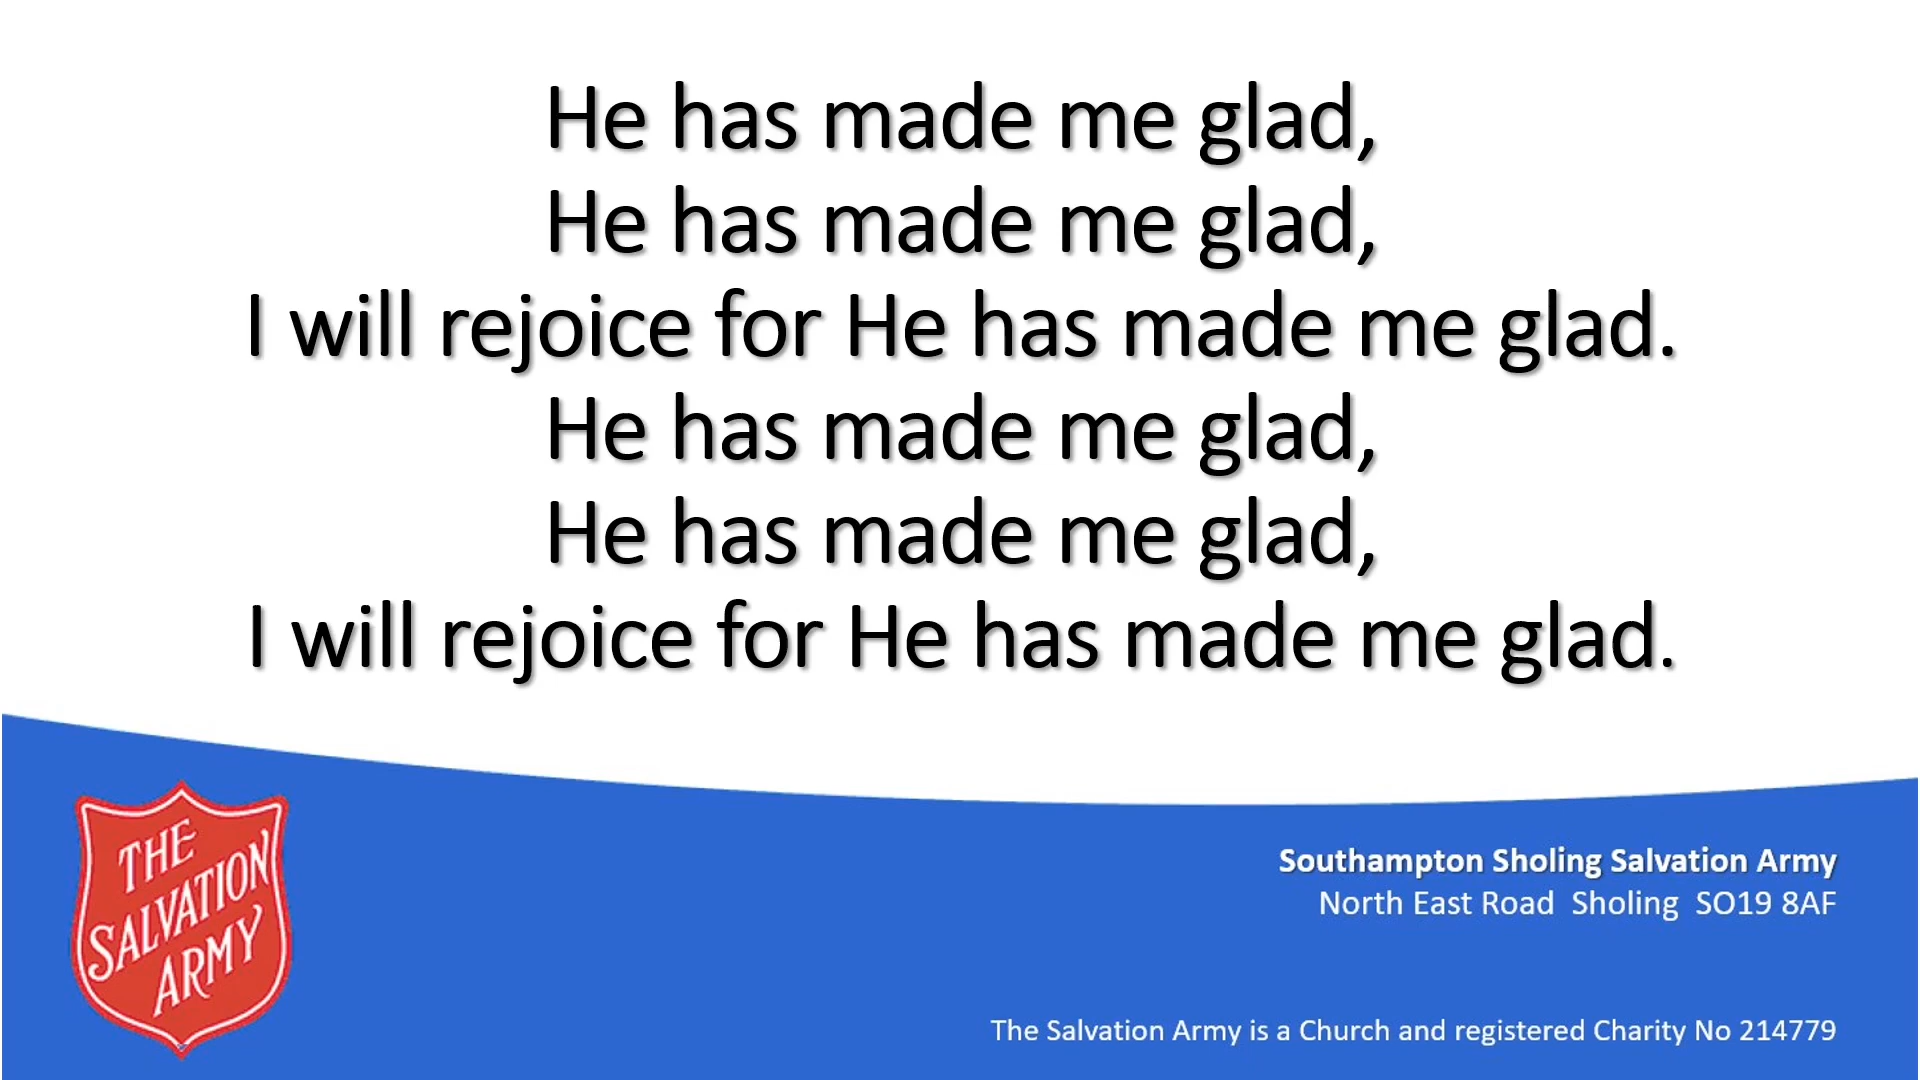 He has made me glad,
He has made me glad,
I will rejoice for He has made me glad.
He has made me glad,
He has made me glad,
I will rejoice for He has made me glad.
THE
SALVATION
ARMY
Southampton Sholing Salvation Army
North East Road  Sholing  SO19 8AF
The Salvation Army is a Church and registered Charity No 214779